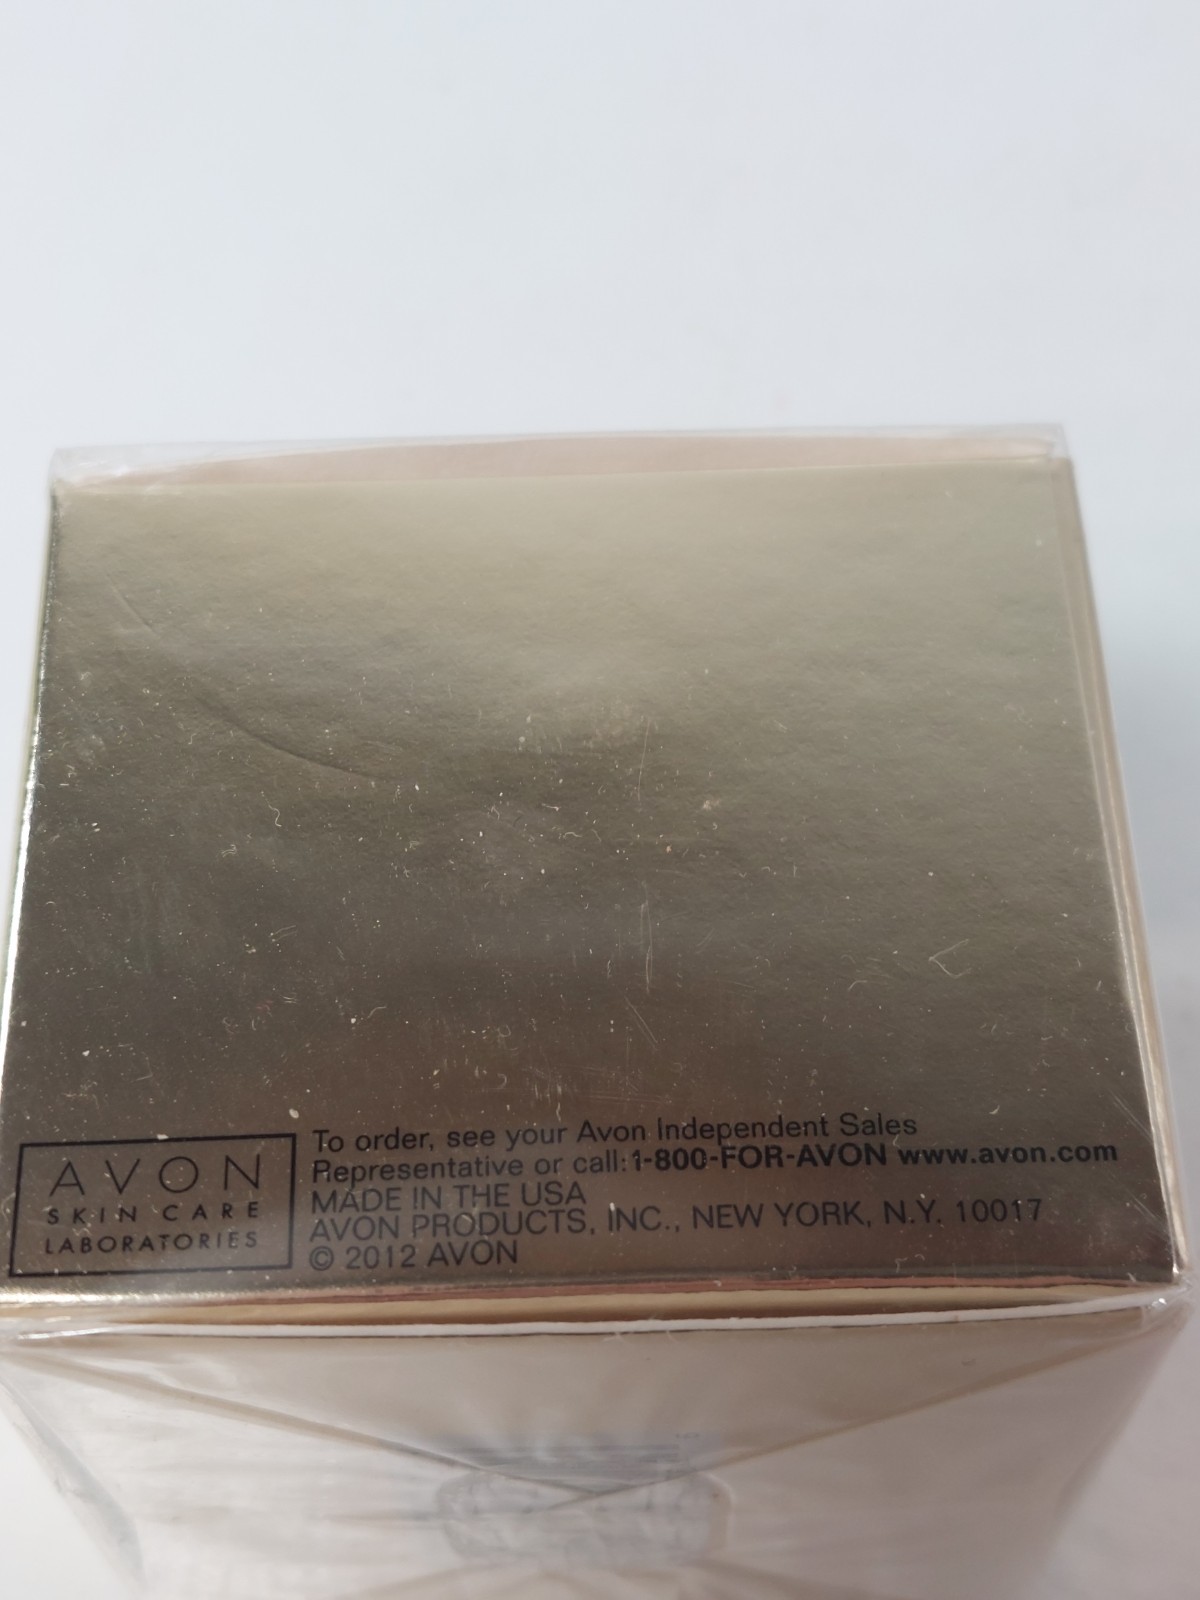 AVON
SKIN CARE
LABORATORIES
To order, see your Avon Independent Sales
Representative or call:1-800-FOR-AVON www.avon.com
MADE IN THE USA
AVON PRODUCTS, INC., NEW YORK, N.Y. 10017
© 2012 AVON